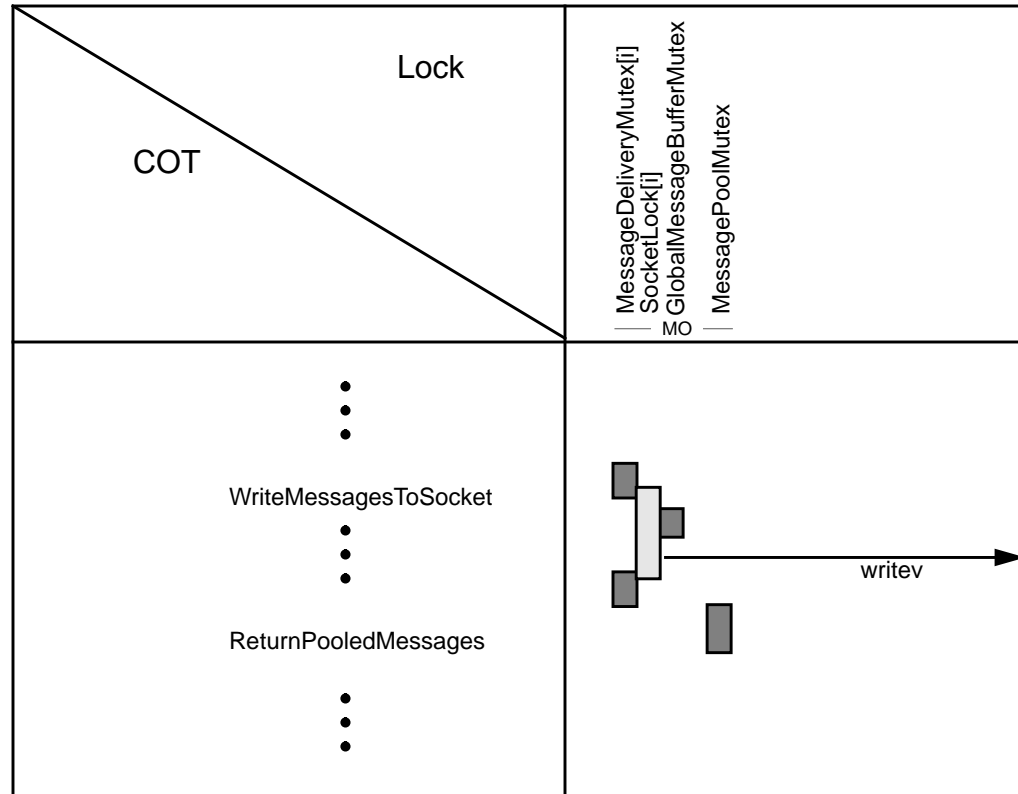 Lock
COT
MessageDeliveryMutex[i]
SocketLock[i]
GlobalMessageBufferMutex
MessagePoolMutex
MO
WriteMessagesToSocket
writev
ReturnPooledMessages